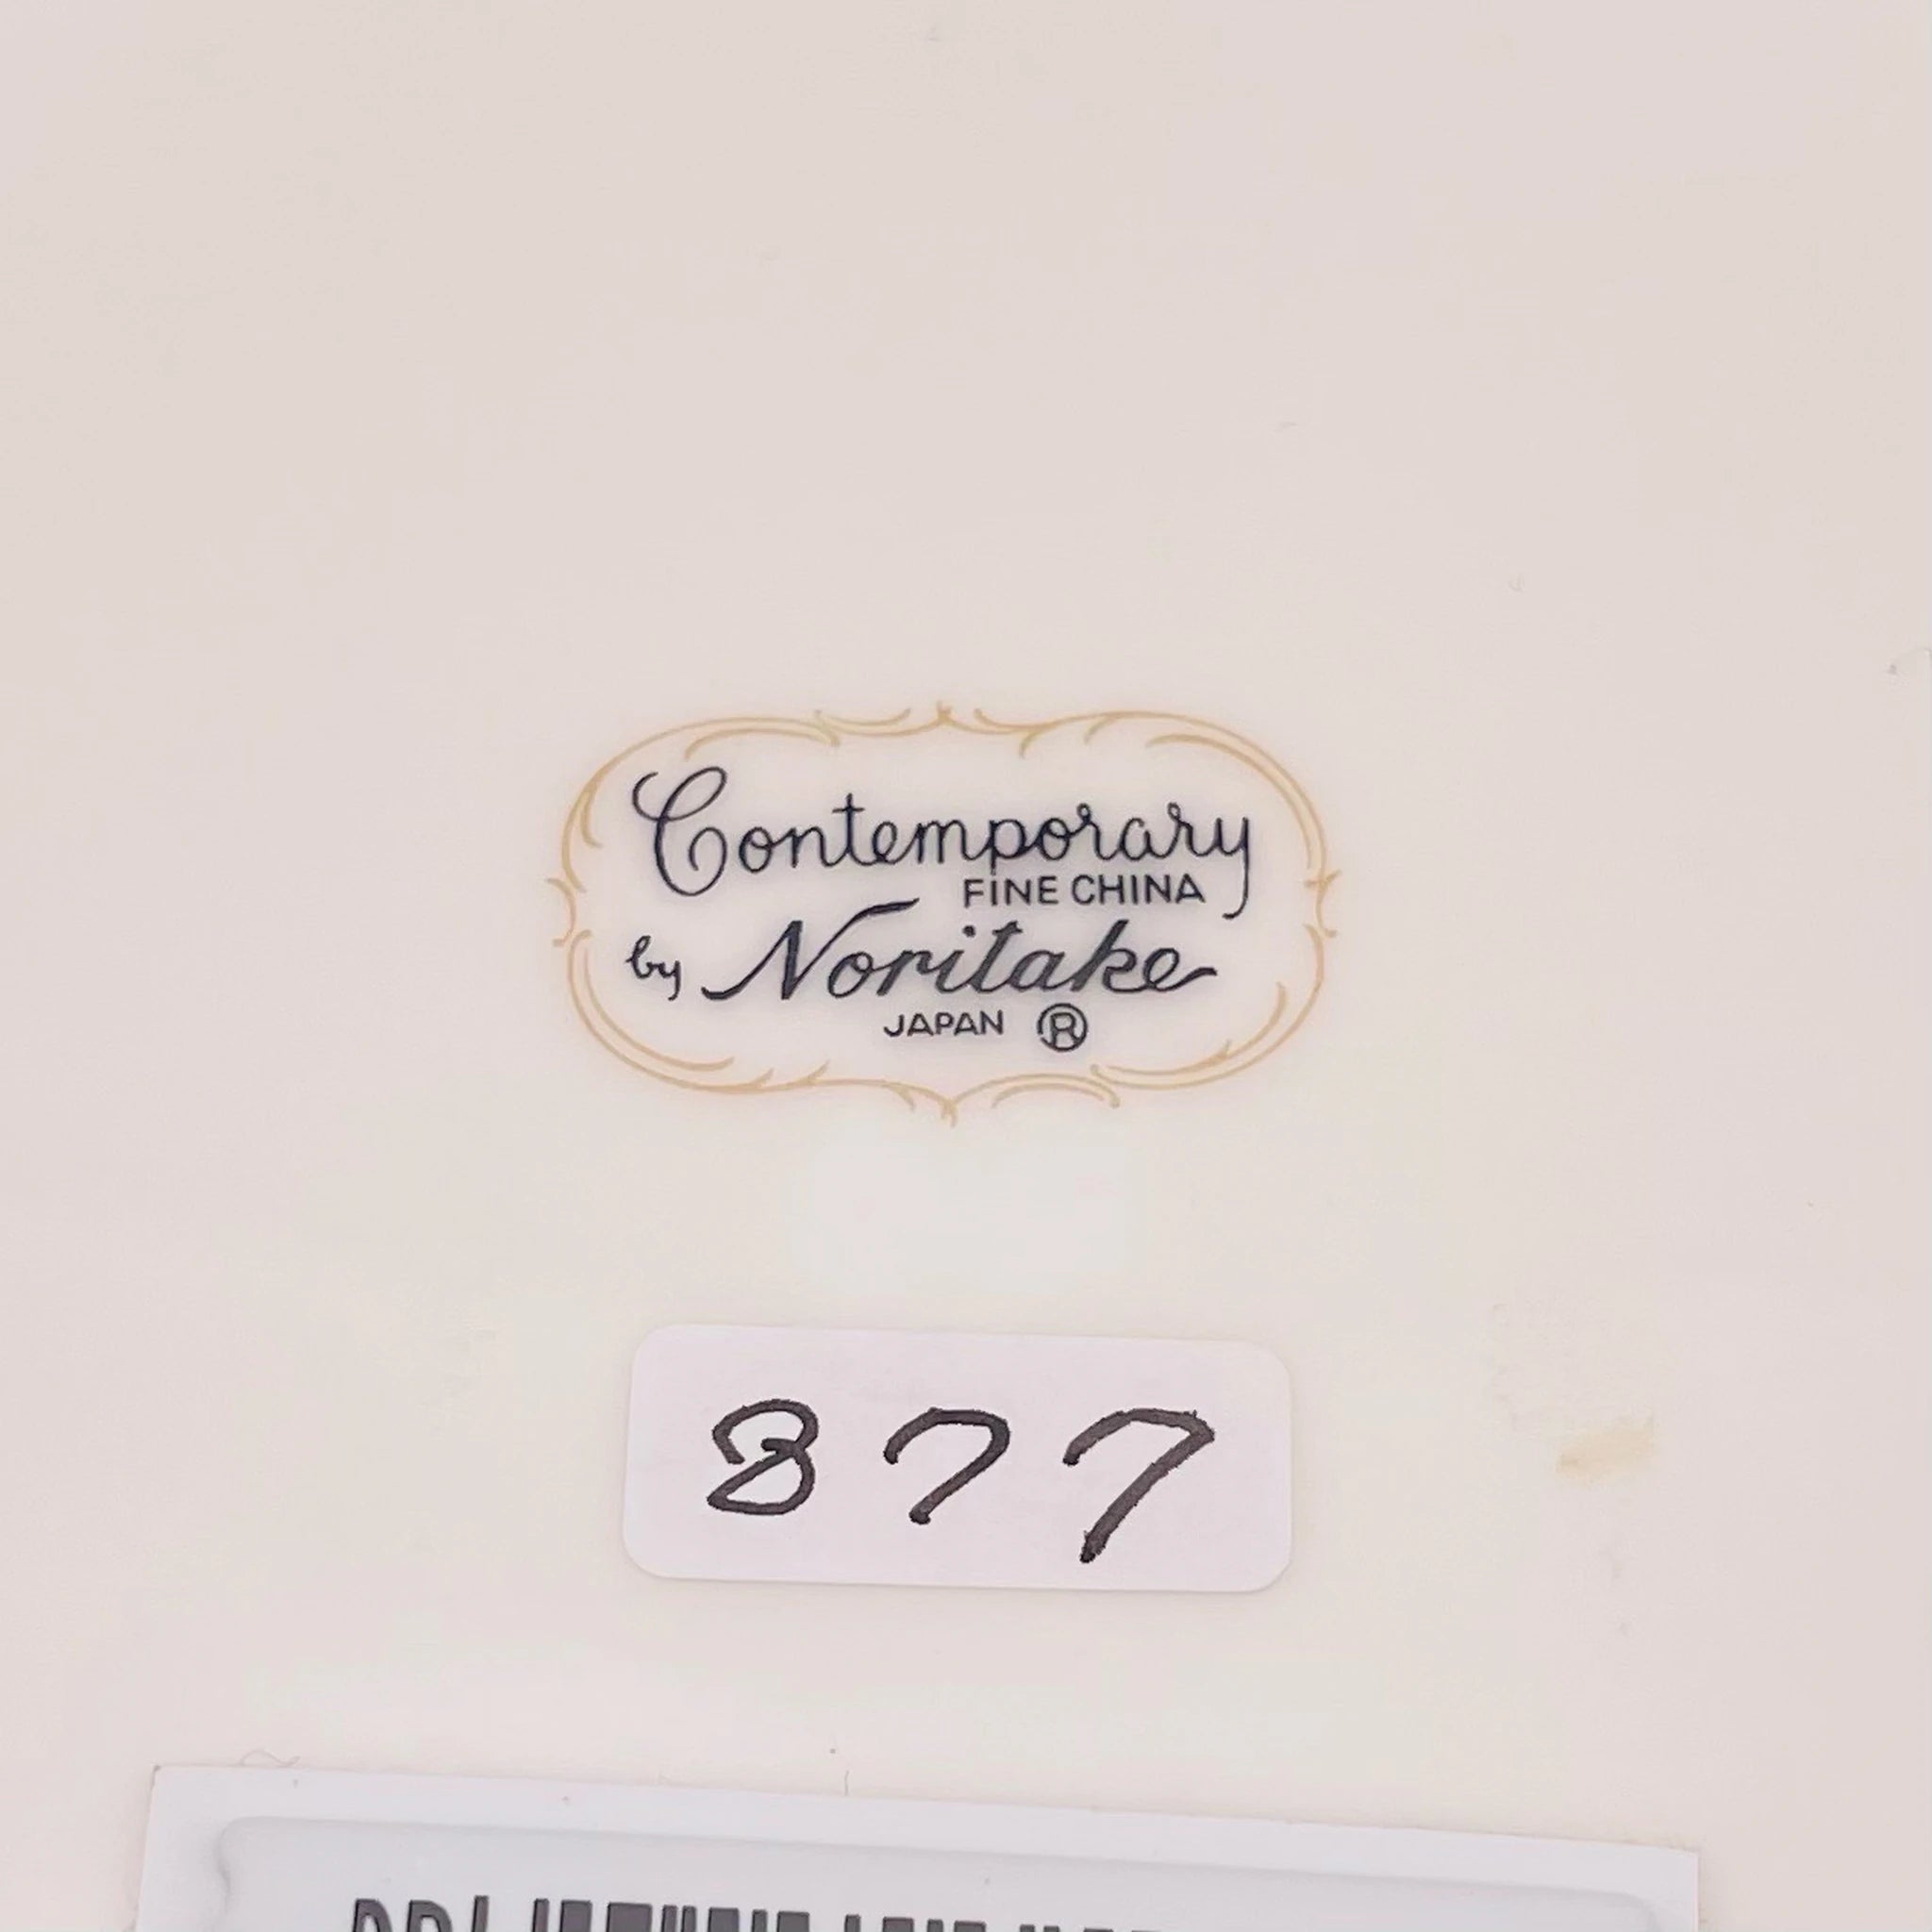 Contemporary
FINE CHINA
by Noritake
JAPAN ®
377